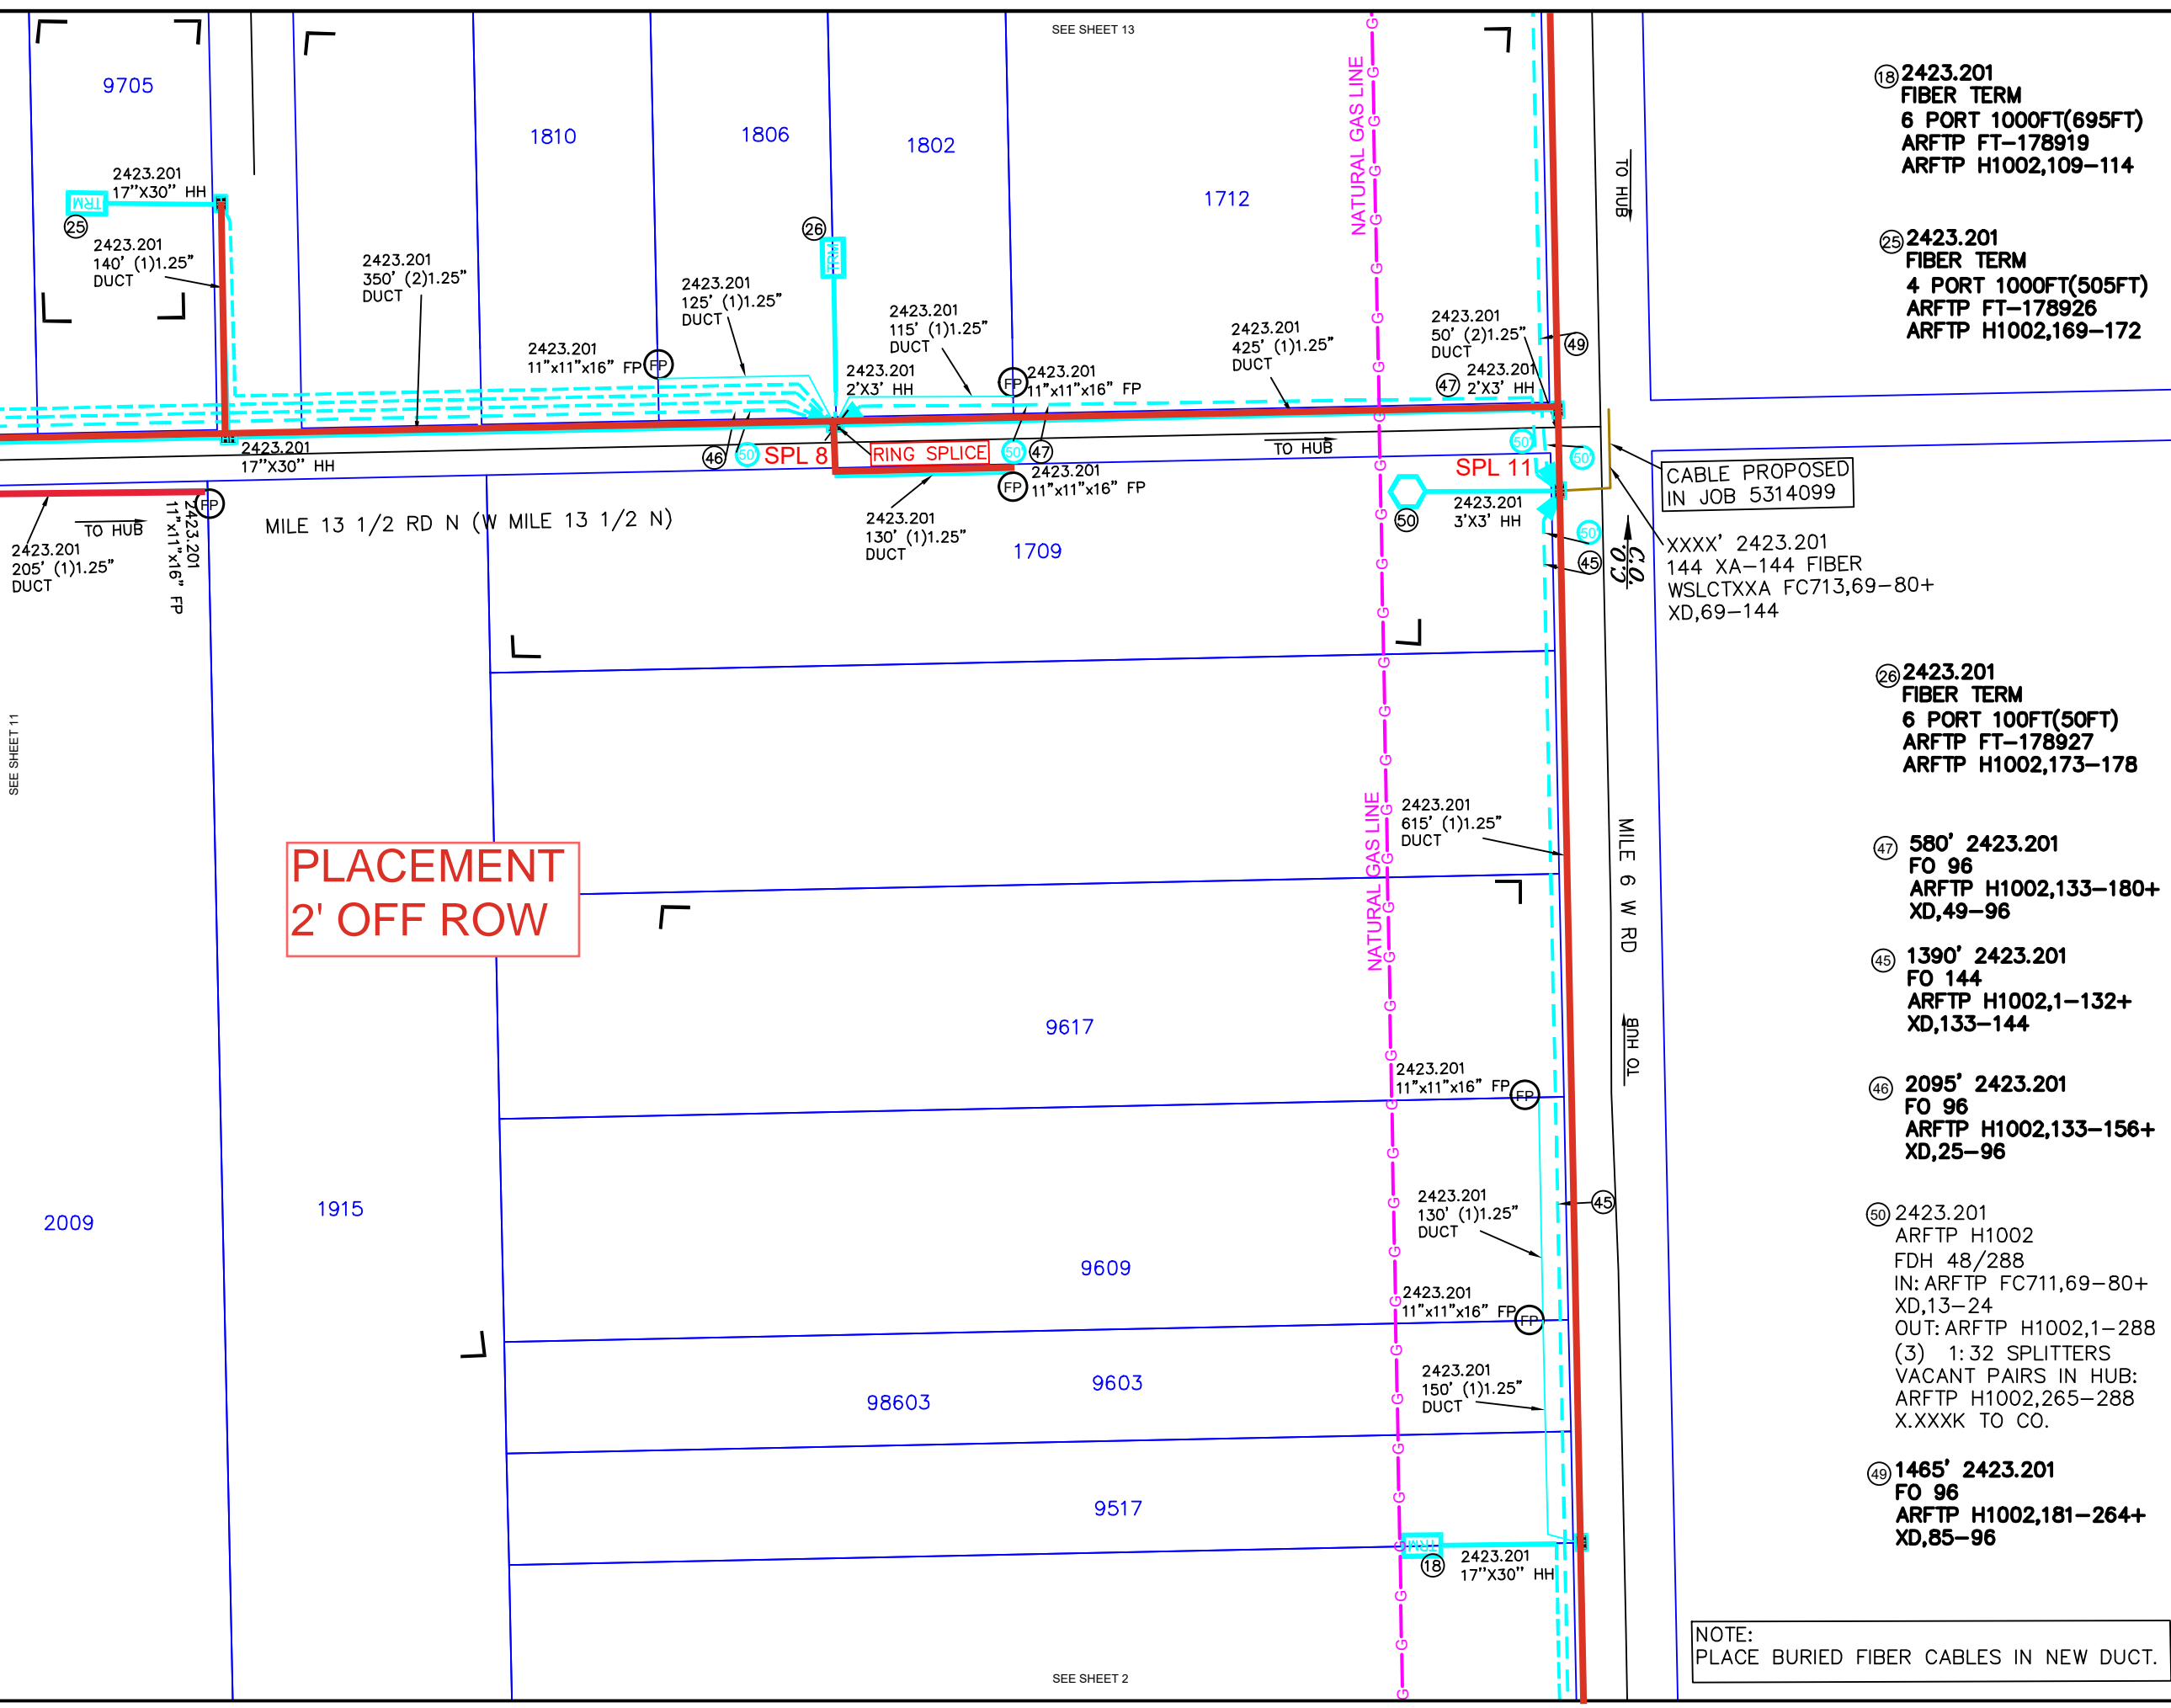 SEE SHEET 13
9705
2423.201
17"X30" HH
TRM
25
2423.201
140' (1)1.25"
DUCT
2423.201
350' (2)1.25"
DUCT
1810
1806
1802
1712
26
TRM
2423.201
125' (1)1.25"
DUCT
2423.201
11"x11"x16" FP
FP
2423.201
115' (1)1.25"
DUCT
2423.201
2'X3' HH
FP
2423.201
11"x11"x16" FP
2423.201
425' (1)1.25"
DUCT
NATURAL GAS LINE
2423.201
50' (2)1.25"
DUCT
49
47
2423.201
2'X3' HH
TO HUB
2423.201
17"X30" HH
46
50
SPL 8
RING SPLICE
50
47
TO HUB
50
50
SPL 11
FP
2423.201
11"x11"x16" FP
2423.201
130' (1)1.25"
DUCT
50
2423.201
3'X3' HH
50
45
C.O.
C.O.
CABLE PROPOSED
IN JOB 5314099
XXXX' 2423.201
144 XA-144 FIBER
WSLCTXXA FC713,69-80+
XD,69-144
FP
2423.201
11"x11"x16" FP
TO HUB
MILE 13 1/2 RD N (W MILE 13 1/2 N)
2423.201
205' (1)1.25"
DUCT
1709
SEE SHEET 11
PLACEMENT
2' OFF ROW
NATURAL GAS LINE
2423.201
615' (1)1.25"
DUCT
MILE 6 W RD
TO HUB
9617
2423.201
11"x11"x16" FP
FP
2009
1915
2423.201
130' (1)1.25"
DUCT
45
9609
2423.201
11"x11"x16" FP
FP
2423.201
150' (1)1.25"
DUCT
98603
9603
9517
TRM
18
2423.201
17"X30" HH
SEE SHEET 2
18 2423.201
FIBER TERM
6 PORT 1000FT(695FT)
ARFTP FT-178919
ARFTP H1002,109-114
25 2423.201
FIBER TERM
4 PORT 1000FT(505FT)
ARFTP FT-178926
ARFTP H1002,169-172
26 2423.201
FIBER TERM
6 PORT 100FT(50FT)
ARFTP FT-178927
ARFTP H1002,173-178
47 580' 2423.201
FO 96
ARFTP H1002,133-180+
XD,49-96
45 1390' 2423.201
FO 144
ARFTP H1002,1-132+
XD,133-144
46 2095' 2423.201
FO 96
ARFTP H1002,133-156+
XD,25-96
50 2423.201
ARFTP H1002
FDH 48/288
IN: ARFTP FC711,69-80+
XD,13-24
OUT: ARFTP H1002,1-288
(3) 1:32 SPLITTERS
VACANT PAIRS IN HUB:
ARFTP H1002,265-288
X.XXXK TO CO.
49 1465' 2423.201
FO 96
ARFTP H1002,181-264+
XD,85-96
NOTE:
PLACE BURIED FIBER CABLES IN NEW DUCT.